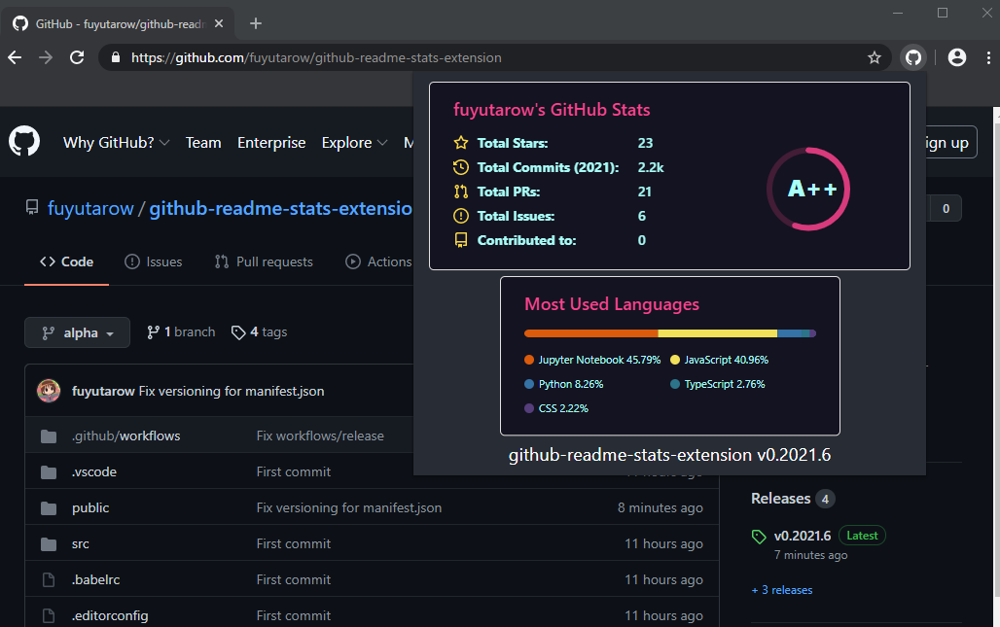 GitHub - fuyutarow/github-readm
https://github.com/fuyutarow/github-readme-stats-extension
fuyutarow's GitHub Stats
Total Stars: 23
Total Commits (2021): 2.2k
Total PRs: 21
Total Issues: 6
Contributed to: 0
A++
Most Used Languages
Jupyter Notebook 45.79% JavaScript 40.96%
Python 8.26% TypeScript 2.76%
CSS 2.22%
github-readme-stats-extension v0.2021.6
Why GitHub? Team Enterprise Explore M
ign up
fuyutarow / github-readme-stats-extensio
0
Code Issues Pull requests Actions
alpha 1 branch 4 tags
fuyutarow Fix versioning for manifest.json
.github/workflows Fix workflows/release
.vscode First commit 11 hours ago
public Fix versioning for manifest.json 8 minutes ago
src First commit 11 hours ago
.babelrc First commit 11 hours ago
.editorconfig First commit 11 hours ago
Releases 4
v0.2021.6 Latest
7 minutes ago
+ 3 releases